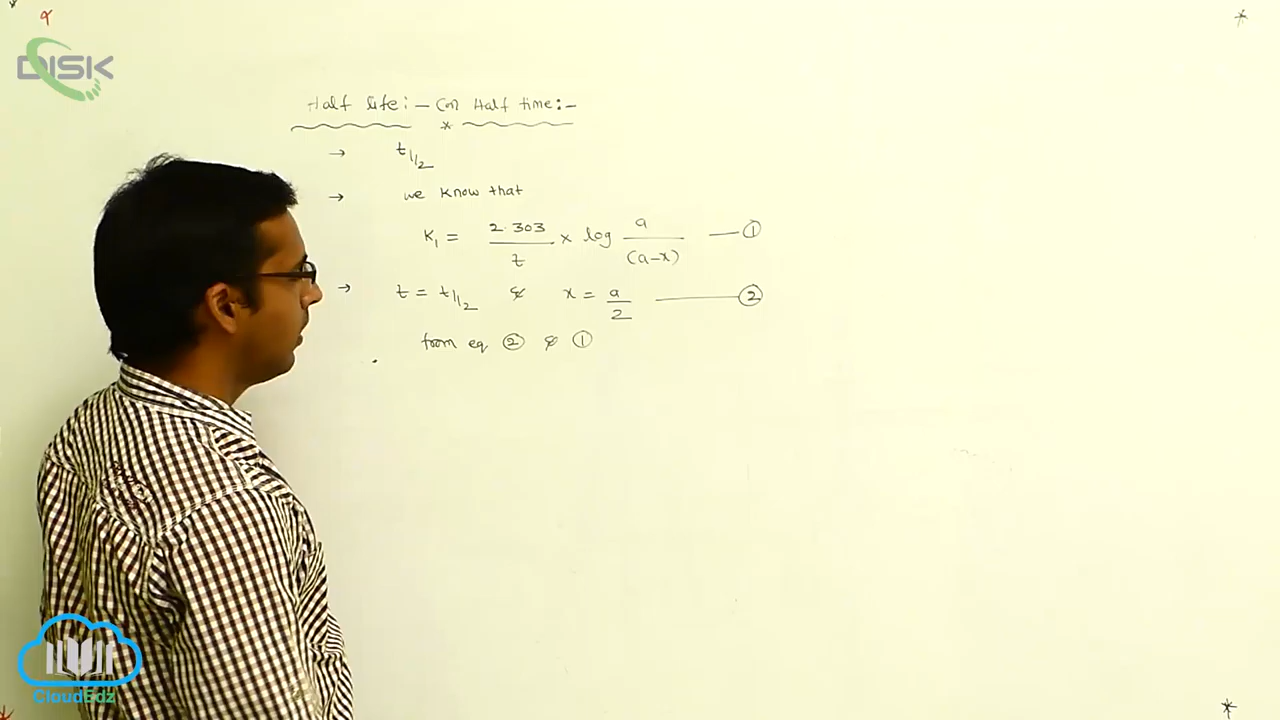 DISK
Half life:- (or) Half time:-
*
→ t1/2
→ we know that
K1 = 2.303/t x log a/(a-x) — ①
→ t = t1/2 & x = a/2 — ②
from eq ② & ①
CloudEdz